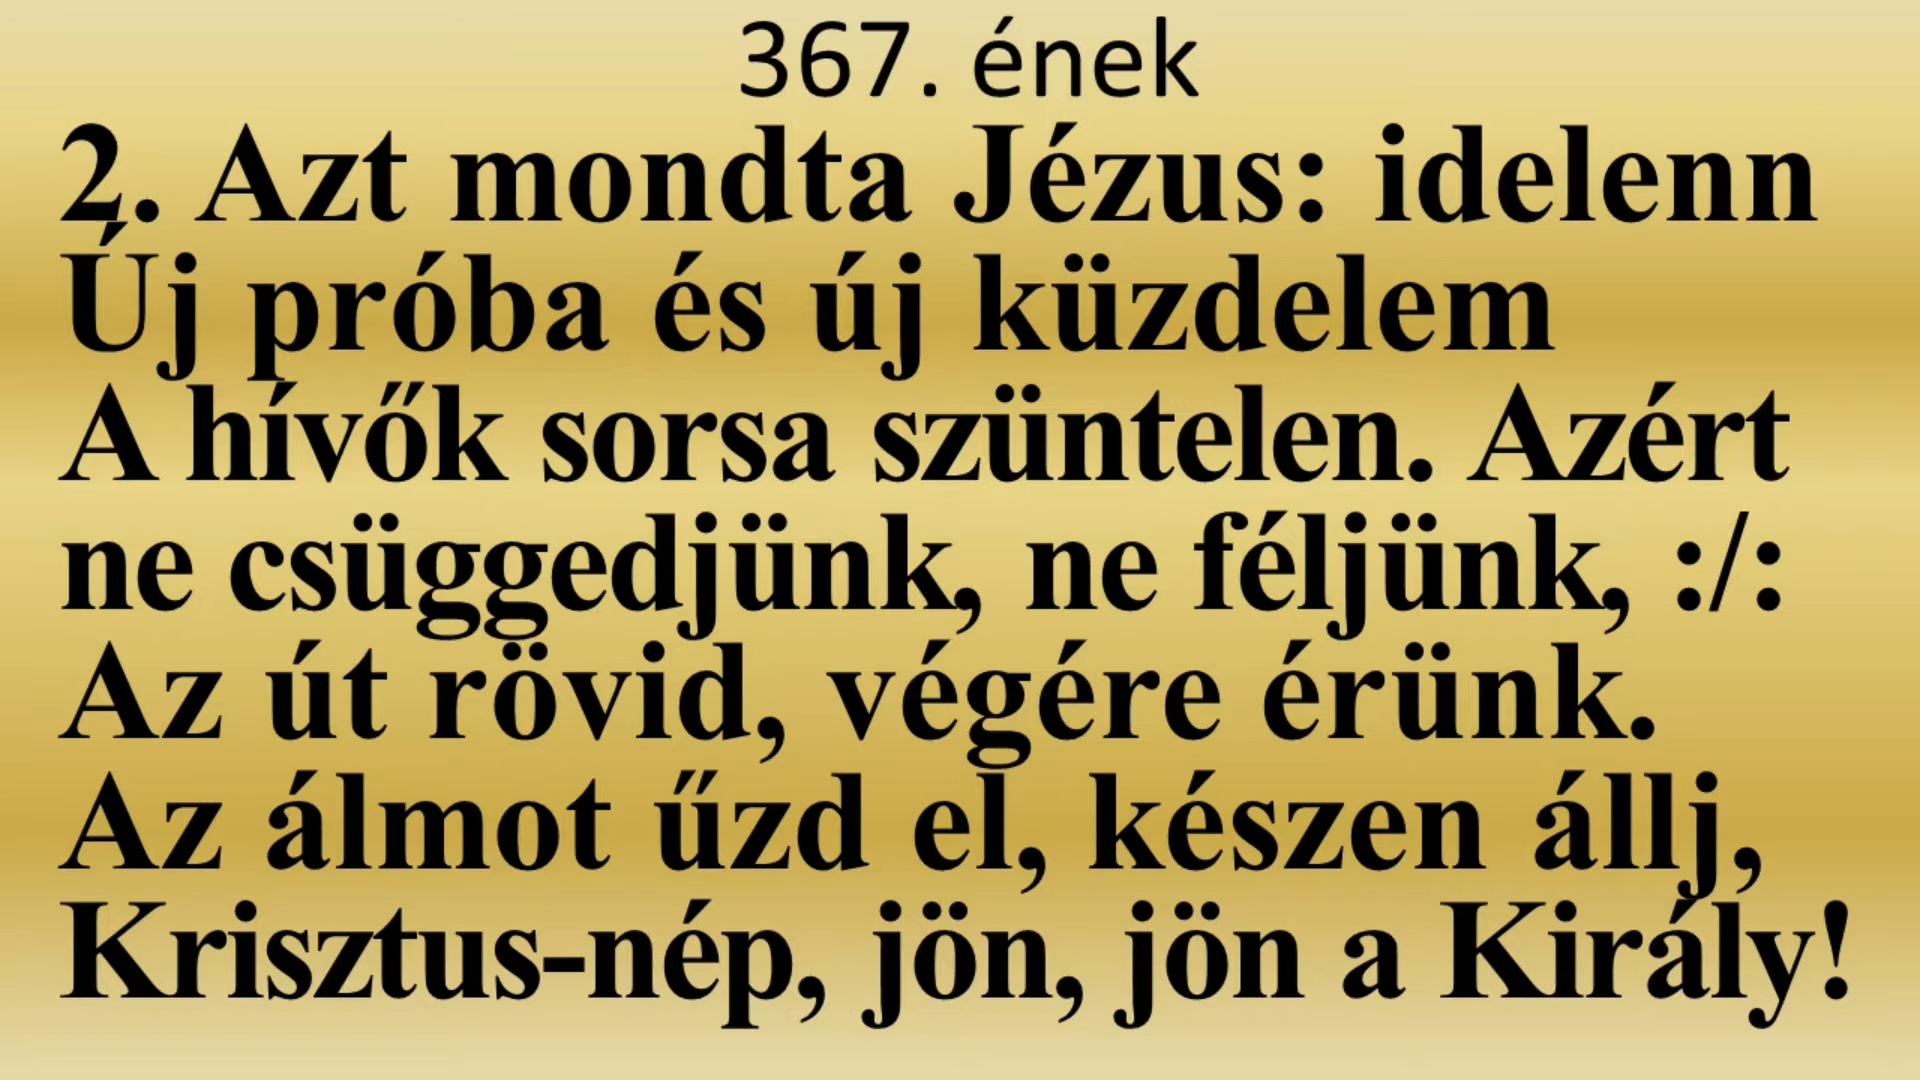 367. ének
2. Azt mondta Jézus: idelenn
Új próba és új küzdelem
A hívők sorsa szüntelen. Azért
ne csüggedjünk, ne féljünk, :/:
Az út rövid, végére érünk.
Az álmot űzd el, készen állj,
Krisztus-nép, jön, jön a Király!